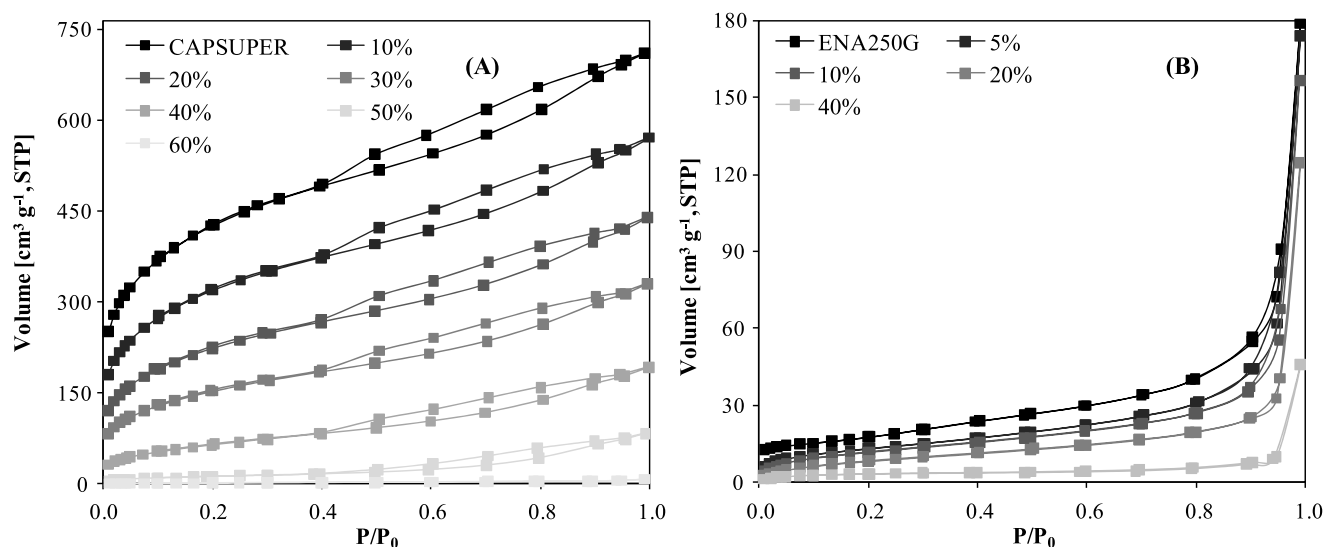 (A)
Volume [cm³ g⁻¹, STP]
750
600
450
300
150
0
CAPSUPER
10%
20%
30%
40%
50%
60%
0.0 0.2 0.4 0.6 0.8 1.0
P/P₀
(B)
Volume [cm³ g⁻¹, STP]
180
150
120
90
60
30
0
ENA250G
5%
10%
20%
40%
0.0 0.2 0.4 0.6 0.8 1.0
P/P₀